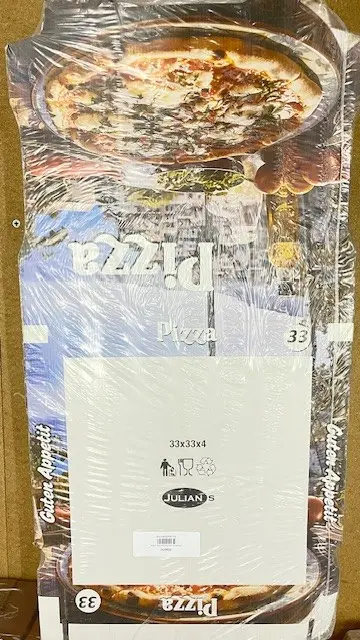 Pizza
Pizza
33
33x33x4
JULIAN'S
Guten Appetit
Guten Appetit
33
Pizza